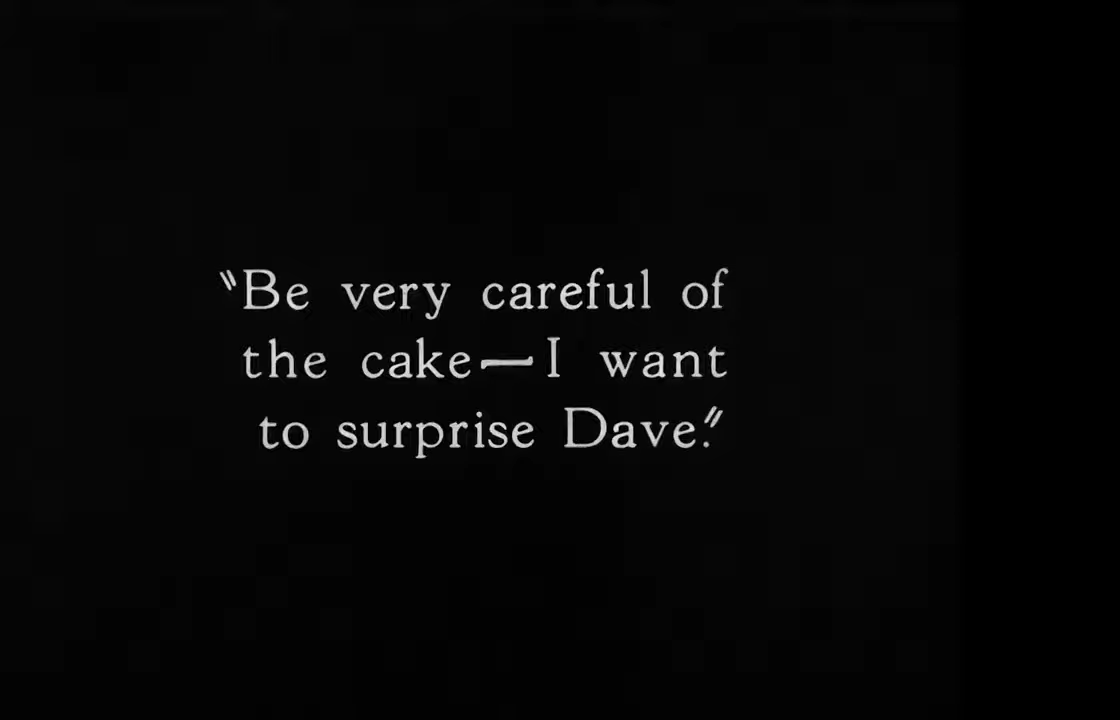 "Be very careful of
the cake—I want
to surprise Dave."